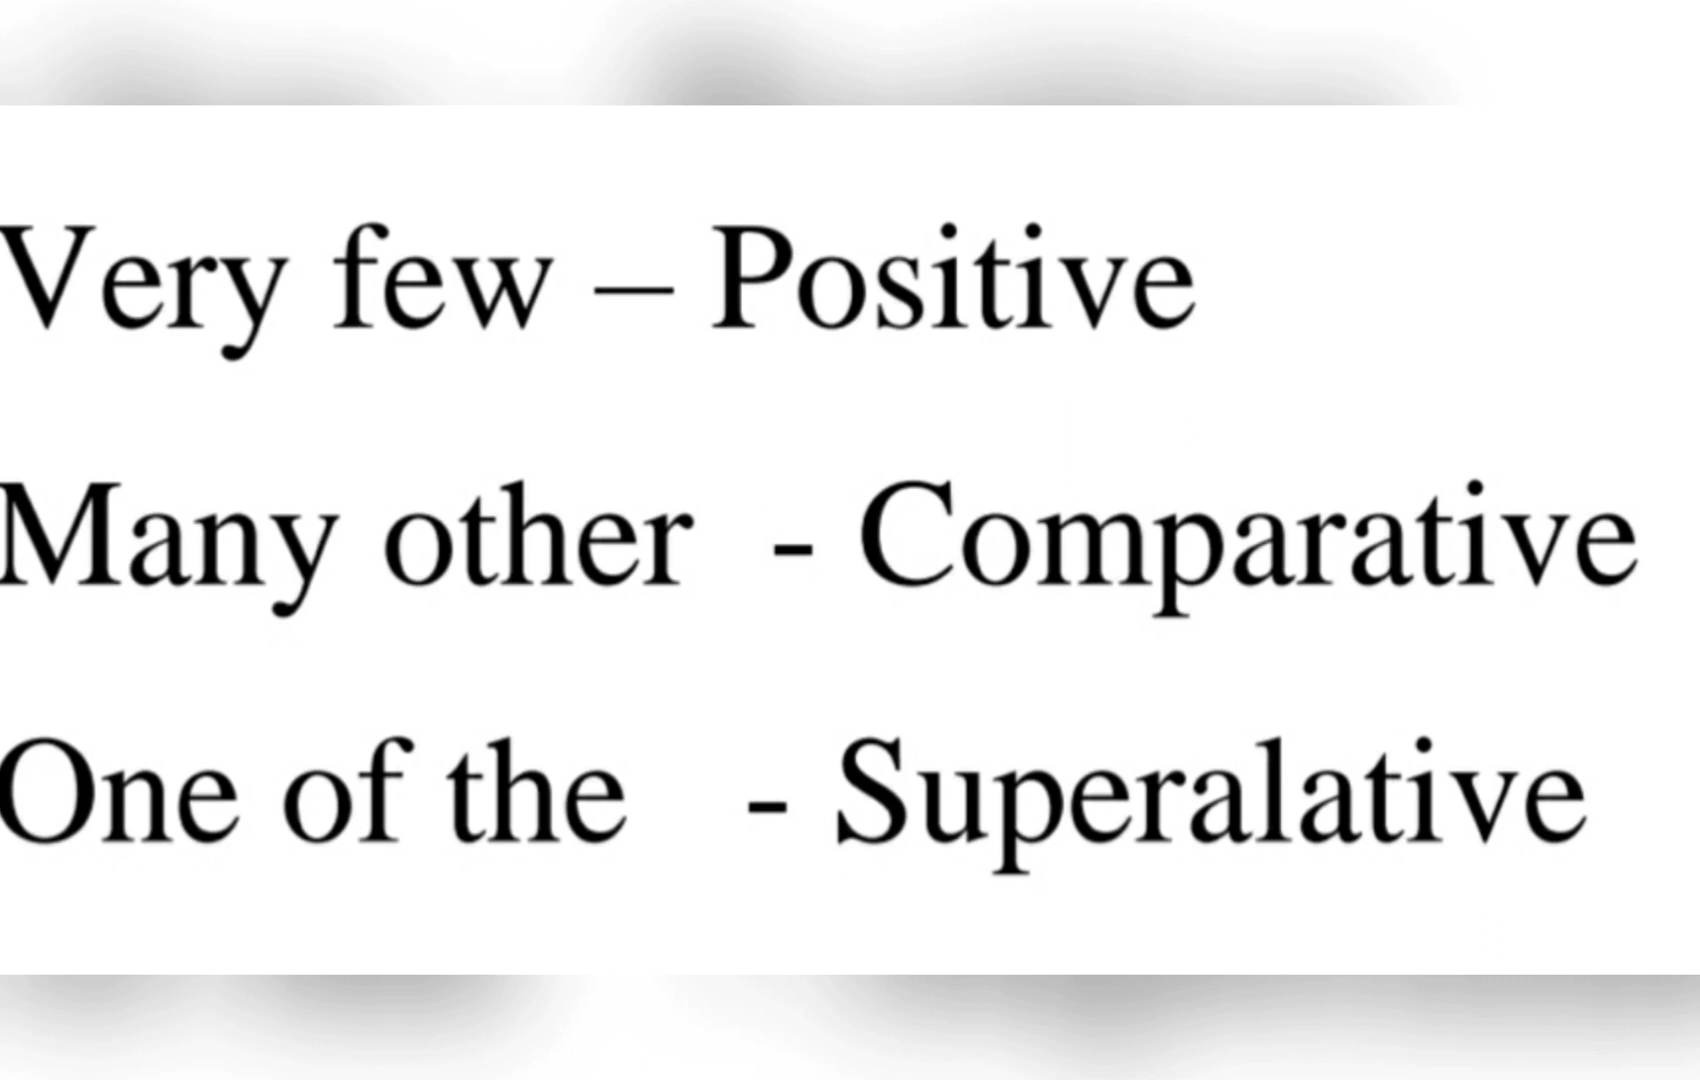 Very few – Positive
Many other - Comparative
One of the - Superalative